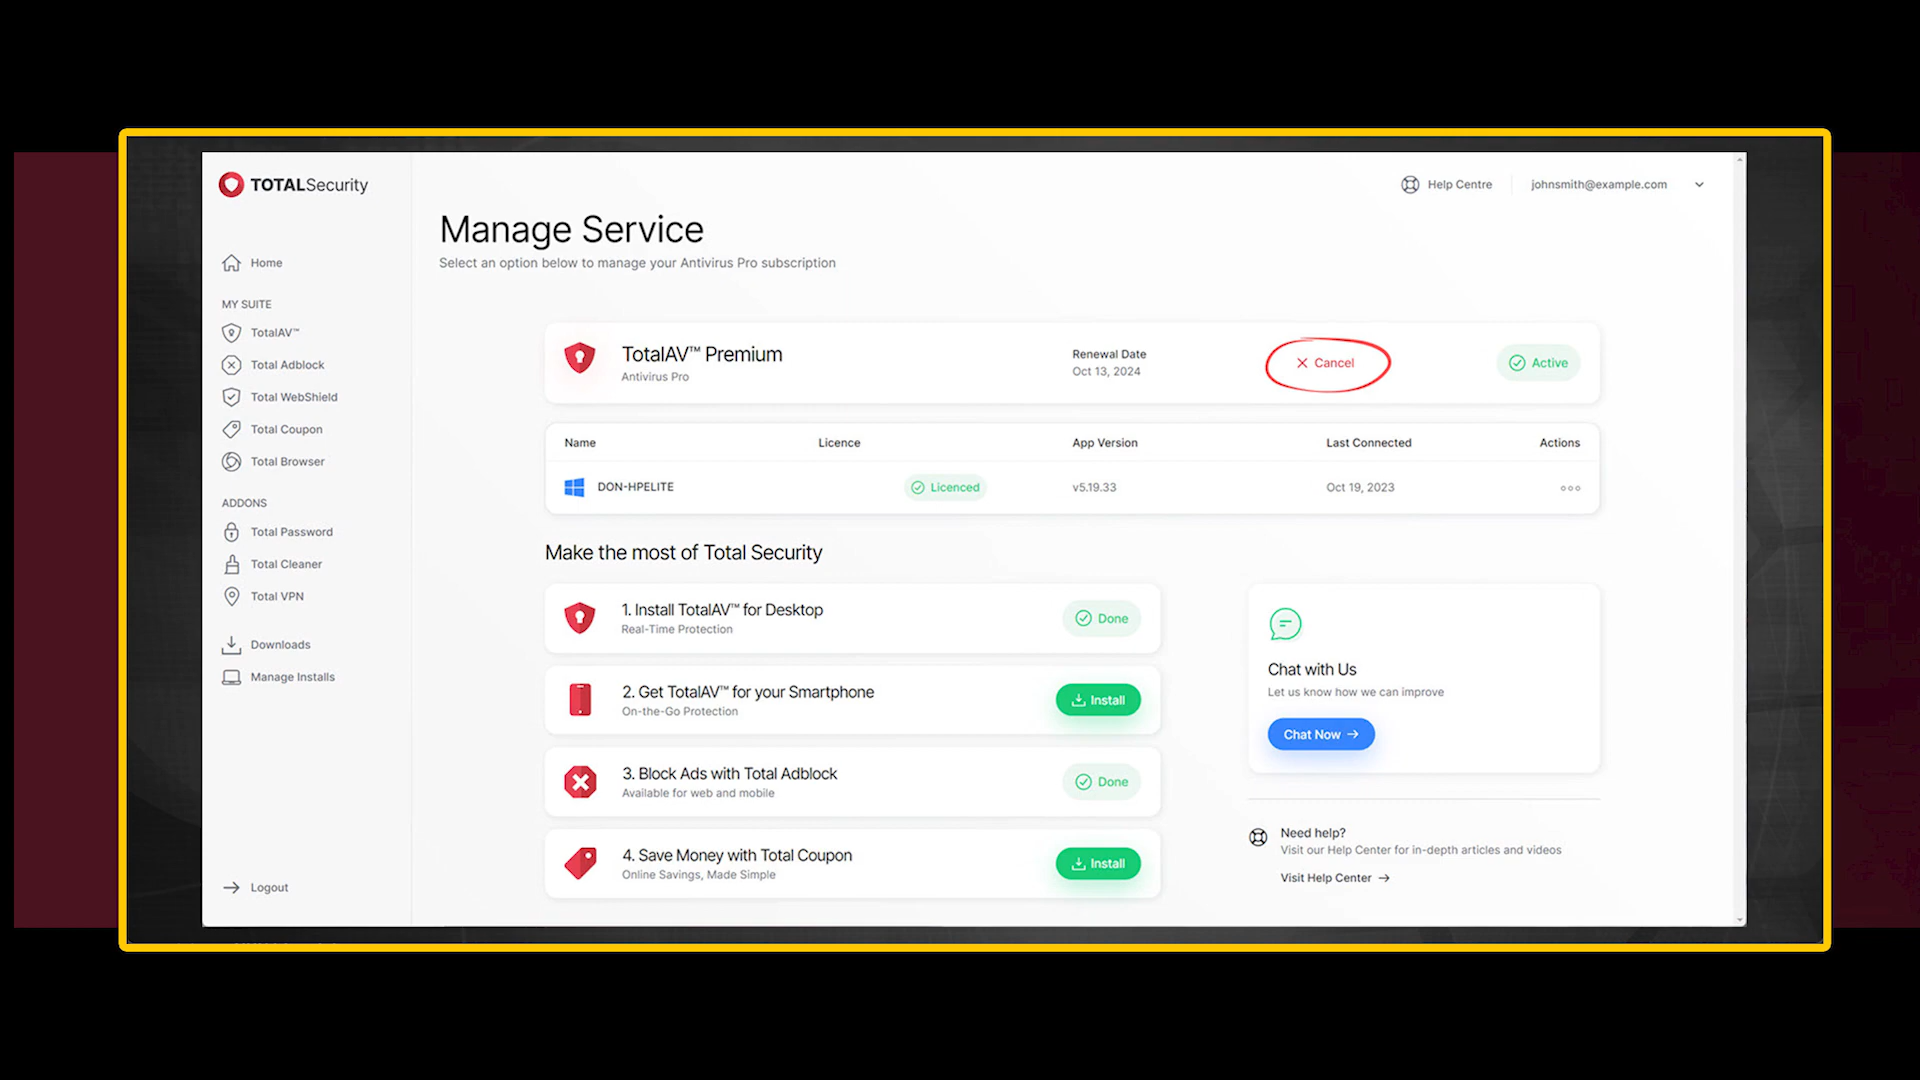 TOTALSecurity
Help Centre
johnsmith@example.com
Manage Service
Select an option below to manage your Antivirus Pro subscription
Home
MY SUITE
TotalAV™
Total Adblock
Total WebShield
Total Coupon
Total Browser
ADDONS
Total Password
Total Cleaner
Total VPN
Downloads
Manage Installs
Logout
TotalAV™ Premium
Antivirus Pro
Renewal Date
Oct 13, 2024
Cancel
Active
Name Licence App Version Last Connected Actions
DON-HPELITE Licenced v5.19.33 Oct 19, 2023
Make the most of Total Security
1. Install TotalAV™ for Desktop
Real-Time Protection
Done
2. Get TotalAV™ for your Smartphone
On-the-Go Protection
Install
3. Block Ads with Total Adblock
Available for web and mobile
Done
4. Save Money with Total Coupon
Online Savings, Made Simple
Install
Chat with Us
Let us know how we can improve
Chat Now →
Need help?
Visit our Help Center for in-depth articles and videos
Visit Help Center →